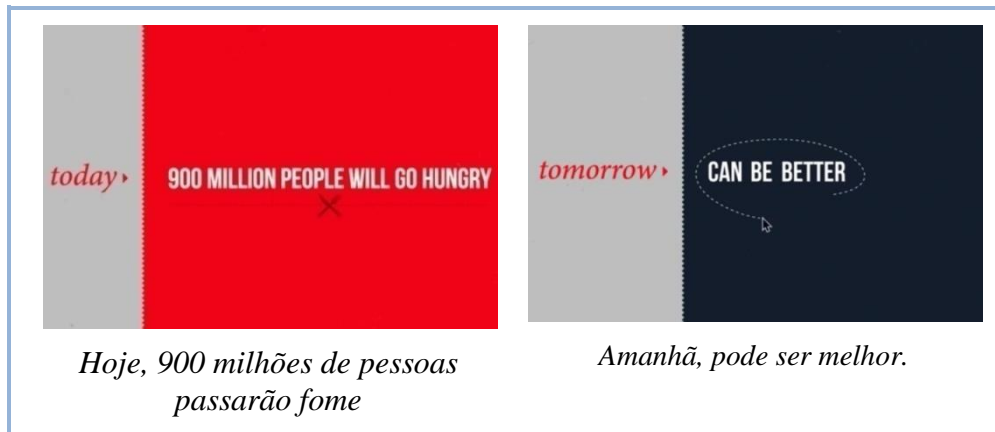 today
900 MILLION PEOPLE WILL GO HUNGRY
Hoje, 900 milhões de pessoas
passarão fome
tomorrow
CAN BE BETTER
Amanhã, pode ser melhor.